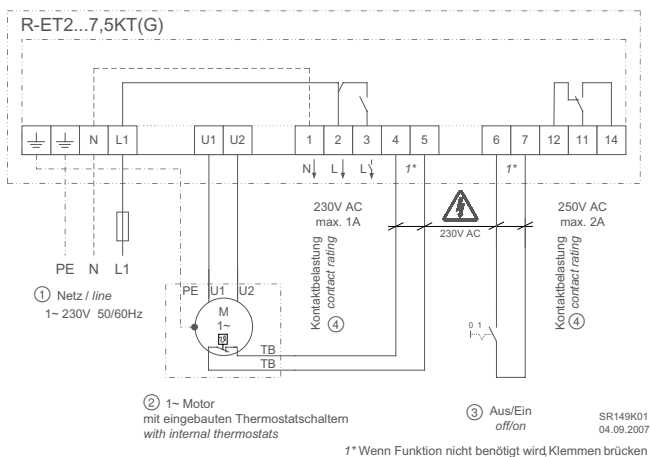 R-ET2...7,5KT(G)
N L1 U1 U2 1 2 3 4 5 6 7 12 11 14
N L L 1* 1*
230V AC
max. 1A
250V AC
max. 2A
230V AC
Kontaktbelastung
contact rating
4
Kontaktbelastung
contact rating
4
PE N L1
1 Netz / line
1~ 230V 50/60Hz
PE U1 U2
M
1~
TB
TB
0 1
2 1~ Motor
mit eingebauten Thermostatschaltern
with internal thermostats
3 Aus/Ein
off/on
SR149K01
04.09.2007
1* Wenn Funktion nicht benötigt wird, Klemmen brücken